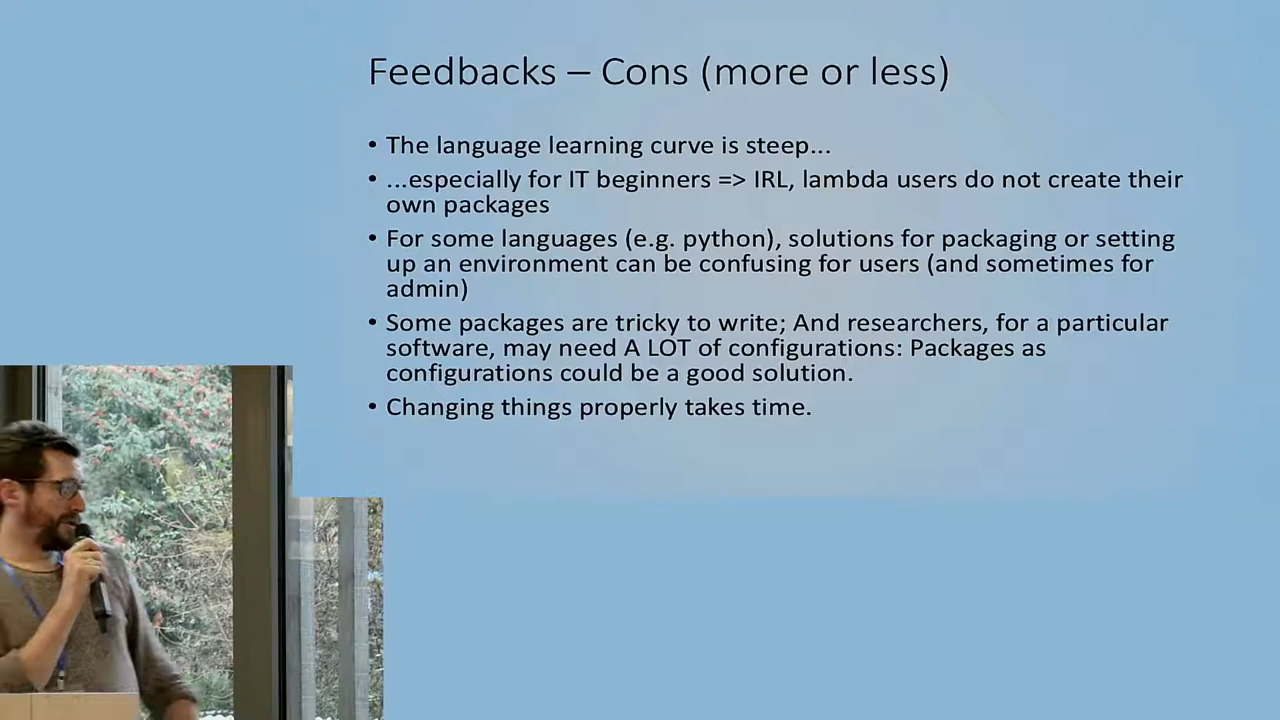 Feedbacks – Cons (more or less)
• The language learning curve is steep...
• ...especially for IT beginners => IRL, lambda users do not create their
own packages
• For some languages (e.g. python), solutions for packaging or setting
up an environment can be confusing for users (and sometimes for
admin)
• Some packages are tricky to write; And researchers, for a particular
software, may need A LOT of configurations: Packages as
configurations could be a good solution.
• Changing things properly takes time.